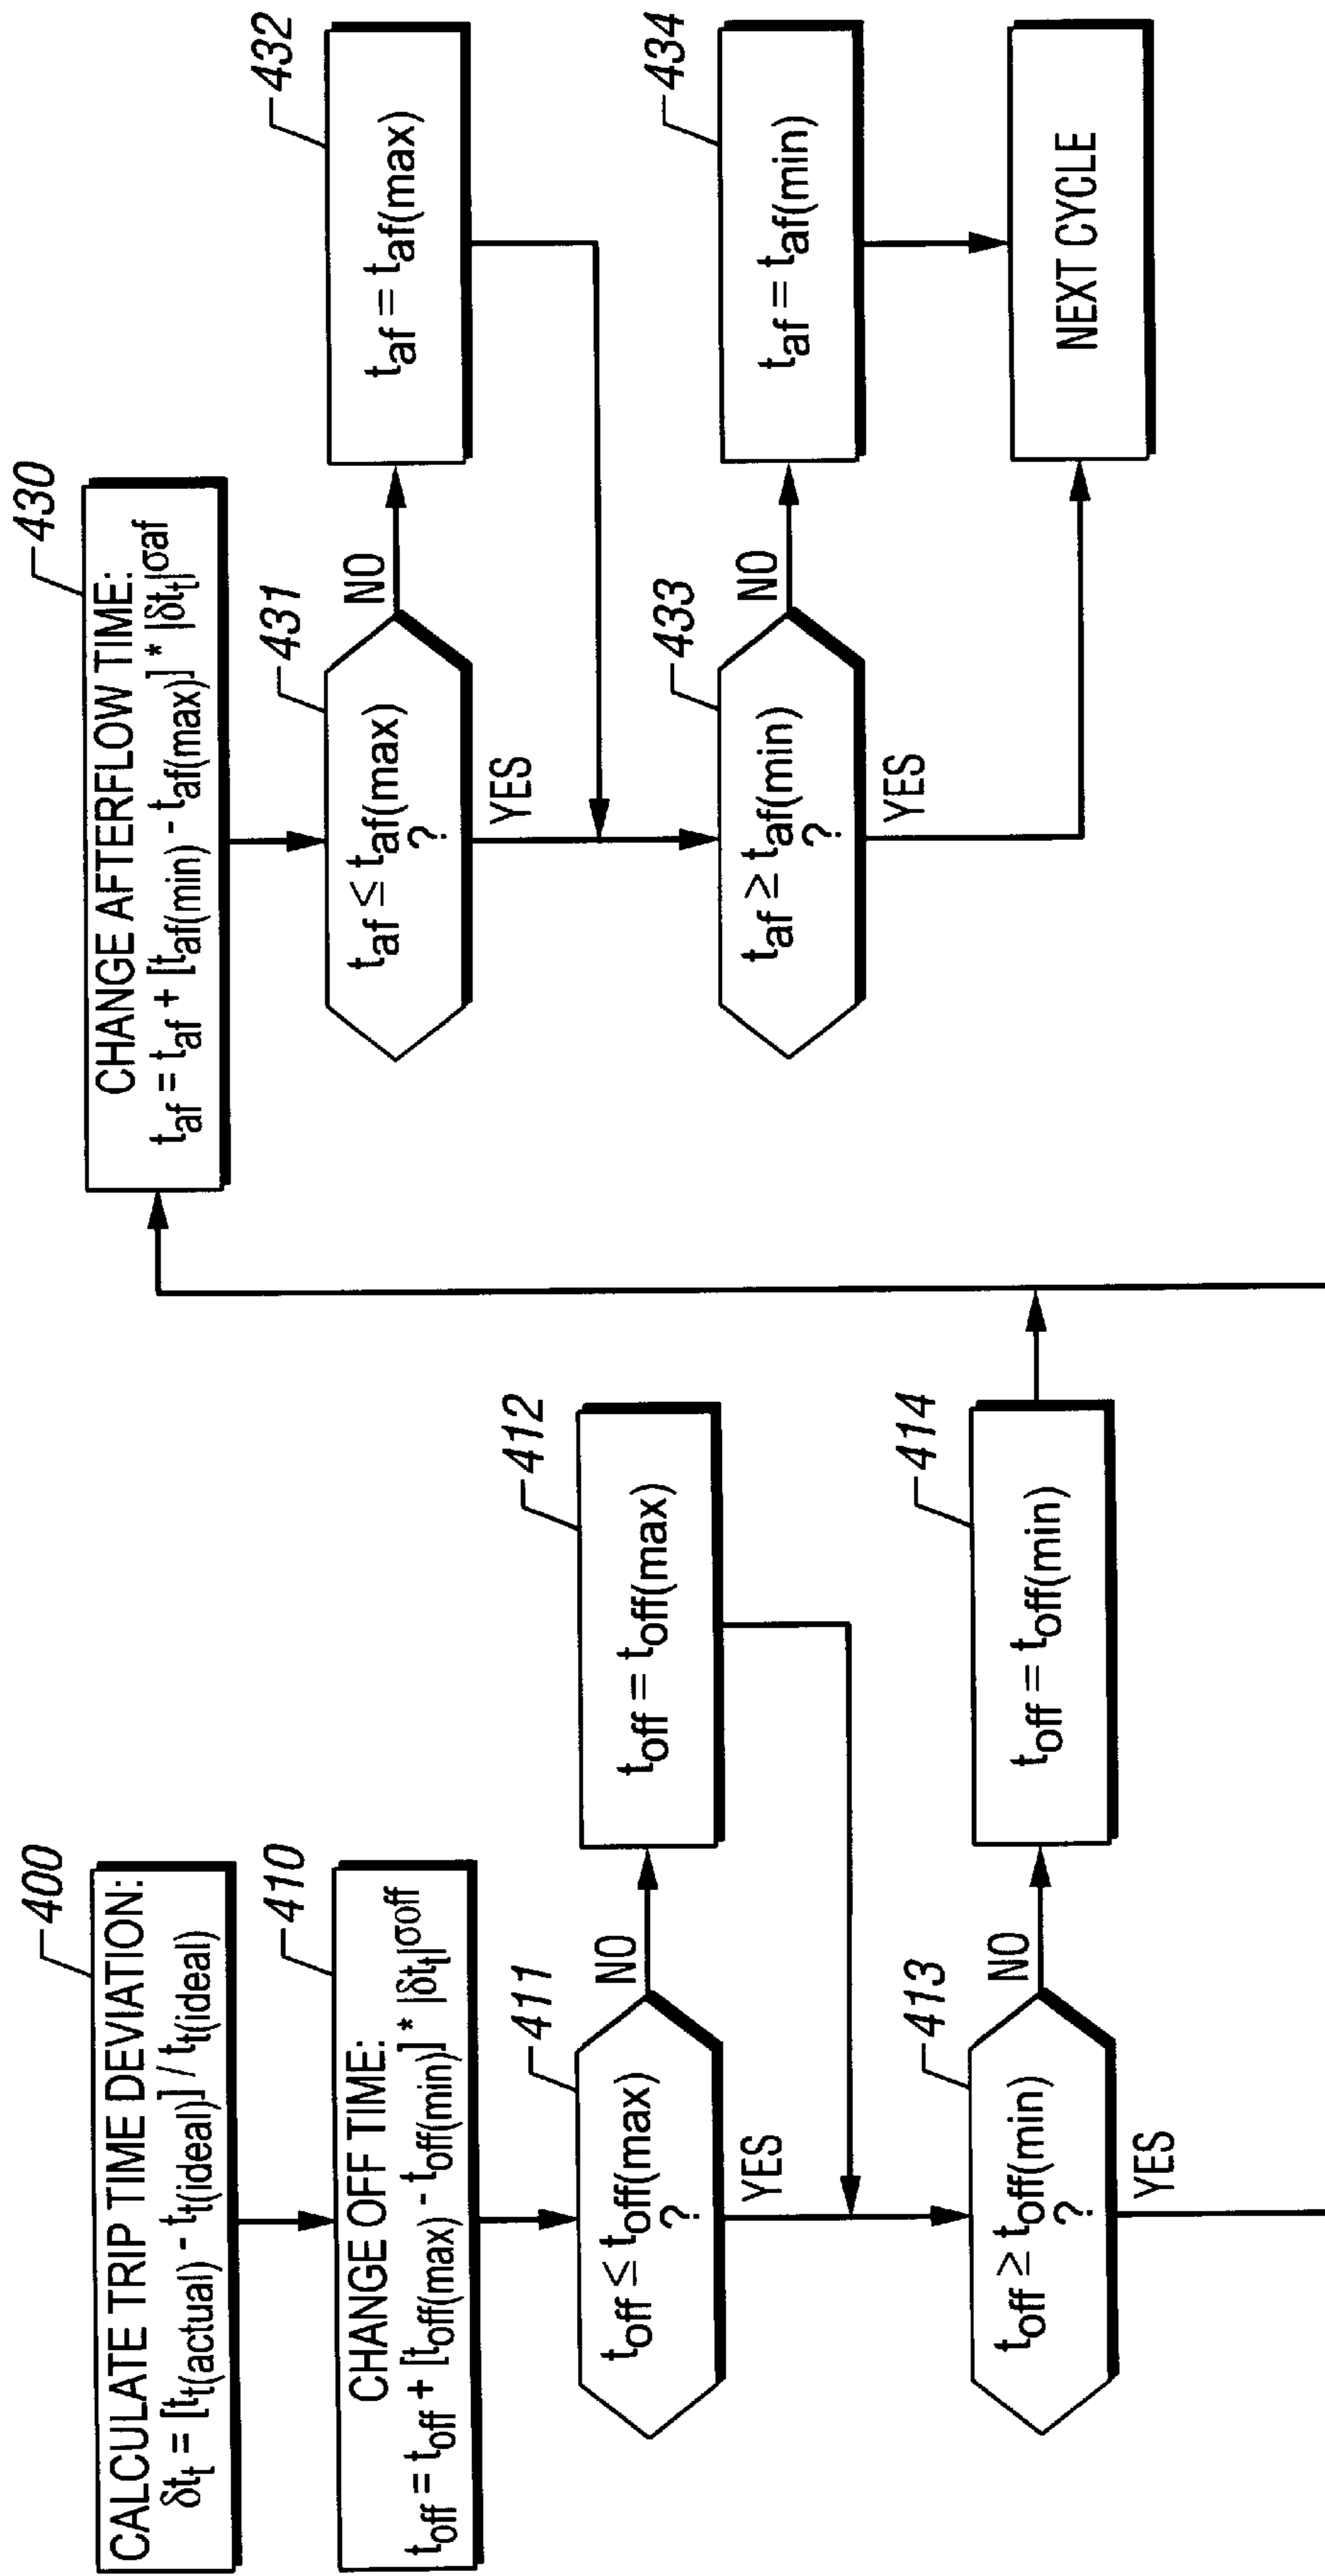 400
CALCULATE TRIP TIME DEVIATION:
δt_t = [t_t(actual) - t_t(ideal)] / t_t(ideal)
410
CHANGE OFF TIME:
t_off = t_off + [t_off(max) - t_off(min)] * |δt_t|^σoff
411
t_off ≤ t_off(max)
?
NO
YES
412
t_off = t_off(max)
413
t_off ≥ t_off(min)
?
NO
YES
414
t_off = t_off(min)
430
CHANGE AFTERFLOW TIME:
t_af = t_af + [t_af(min) - t_af(max)] * |δt_t|^σaf
431
t_af ≤ t_af(max)
?
NO
YES
432
t_af = t_af(max)
433
t_af ≥ t_af(min)
?
NO
YES
434
t_af = t_af(min)
NEXT CYCLE